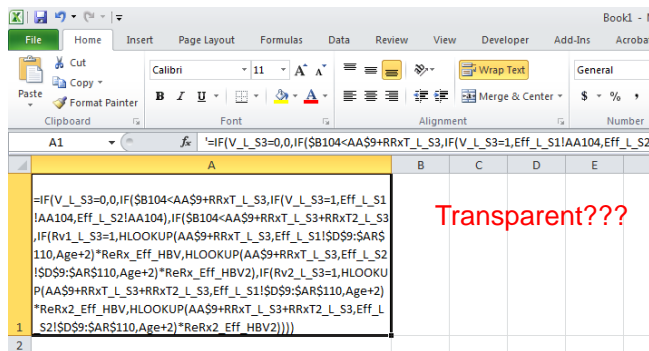 Book1 - M
File Home Insert Page Layout Formulas Data Review View Developer Add-Ins Acroba
Cut
Copy
Format Painter
Paste
Clipboard
Calibri 11 A A
B I U A
Font
Wrap Text
Merge & Center
Alignment
General
$ % ,
Number
A1 fx '=IF(V_L_S3=0,0,IF($B104<AA$9+RRxT_L_S3,IF(V_L_S3=1,Eff_L_S1!AA104,Eff_L_S2
A B C D E
=IF(V_L_S3=0,0,IF($B104<AA$9+RRxT_L_S3,IF(V_L_S3=1,Eff_L_S1
!AA104,Eff_L_S2!AA104),IF($B104<AA$9+RRxT_L_S3+RRxT2_L_S3
,IF(Rv1_L_S3=1,HLOOKUP(AA$9+RRxT_L_S3,Eff_L_S1!$D$9:$AR$
110,Age+2)*ReRx_Eff_HBV,HLOOKUP(AA$9+RRxT_L_S3,Eff_L_S2
!$D$9:$AR$110,Age+2)*ReRx_Eff_HBV2),IF(Rv2_L_S3=1,HLOOKU
P(AA$9+RRxT_L_S3+RRxT2_L_S3,Eff_L_S1!$D$9:$AR$110,Age+2)
*ReRx2_Eff_HBV,HLOOKUP(AA$9+RRxT_L_S3+RRxT2_L_S3,Eff_L
_S2!$D$9:$AR$110,Age+2)*ReRx2_Eff_HBV2))))
Transparent???
1
2